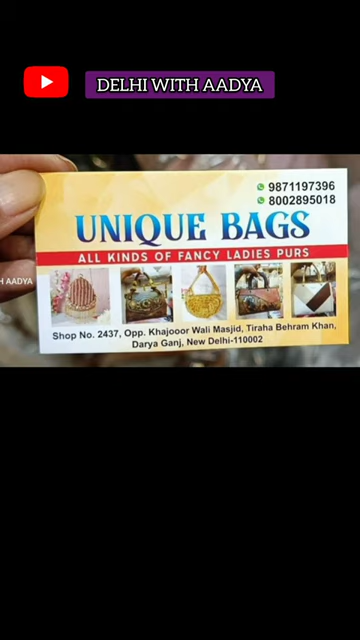 DELHI WITH AADYA
9871197396
8002895018
UNIQUE BAGS
ALL KINDS OF FANCY LADIES PURS
H AADYA
Shop No. 2437, Opp. Khajooor Wali Masjid, Tiraha Behram Khan,
Darya Ganj, New Delhi-110002